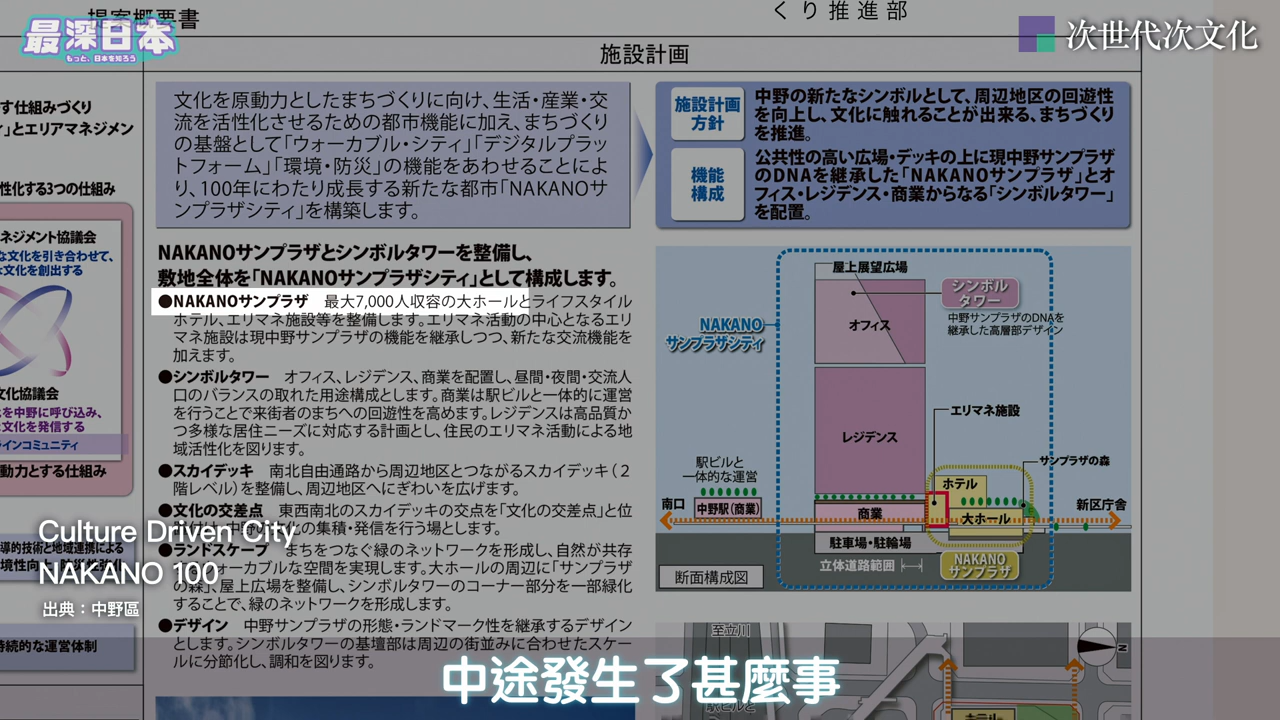 提案概要書
くり推進部
最深日本
もっと、日本を知ろう
次世代次文化
施設計画
す仕組みづくり
」とエリアマネジメン
性化する3つの仕組み
ネジメント協議会
な文化を引き合わせて、
文化を創出する
文化協議会
を中野に呼び込み、
文化を発信する
ラインコミュニティ
動力とする仕組み
導的技術と地域連携による
持続的な運営体制
文化を原動力としたまちづくりに向け、生活・産業・交
流を活性化させるための都市機能に加え、まちづくり
の基盤として「ウォーカブル・シティ」「デジタルプラッ
トフォーム」「環境・防災」の機能をあわせることによ
り、100年にわたり成長する新たな都市「NAKANOサ
ンプラザシティ」を構築します。
施設計画
方針
中野の新たなシンボルとして、周辺地区の回遊性
を向上し、文化に触れることが出来る、まちづくり
を推進。
機能
構成
公共性の高い広場・デッキの上に現中野サンプラザ
のDNAを継承した「NAKANOサンプラザ」とオ
フィス・レジデンス・商業からなる「シンボルタワー」
を配置。
NAKANOサンプラザとシンボルタワーを整備し、
敷地全体を「NAKANOサンプラザシティ」として構成します。
●NAKANOサンプラザ　最大7,000人収容の大ホールとライフスタイル
ホテル、エリマネ施設等を整備します。エリマネ活動の中心となるエリ
マネ施設は現中野サンプラザの機能を継承しつつ、新たな交流機能を
加えます。
●シンボルタワー　オフィス、レジデンス、商業を配置し、昼間・夜間・交流人
口のバランスの取れた用途構成とします。商業は駅ビルと一体的に運営
を行うことで来街者のまちへの回遊性を高めます。レジデンスは高品質か
つ多様な居住ニーズに対応する計画とし、住民のエリマネ活動による地
域活性化を図ります。
●スカイデッキ　南北自由通路から周辺地区とつながるスカイデッキ（2
階レベル）を整備し、周辺地区へにぎわいを広げます。
●文化の交差点　東西南北のスカイデッキの交点を「文化の交差点」と位
の集積・発信を行う場とします。
●ランドスケープ　まちをつなぐ緑のネットワークを形成し、自然が共存
ォーカブルな空間を実現します。大ホールの周辺に「サンプラザ
の森」、屋上広場を整備し、シンボルタワーのコーナー部分を一部緑化
することで、緑のネットワークを形成します。
●デザイン　中野サンプラザの形態・ランドマーク性を継承するデザイン
とします。シンボルタワーの基壇部は周辺の街並みに合わせたスケー
ルに分節化し、調和を図ります。
屋上展望広場
シンボル
タワー
中野サンプラザのDNAを
継承した高層部デザイン
オフィス
NAKANO
サンプラザシティ
レジデンス
エリマネ施設
サンプラザの森
駅ビルと
一体的な運営
ホテル
南口
中野駅(商業)
商業
大ホール
新区庁舎
駐車場・駐輪場
立体道路範囲
NAKANO
サンプラザ
断面構成図
至立川
N
駅ビルと
ホテル
Culture Driven City
NAKANO 100
出典：中野區
中途發生了甚麼事